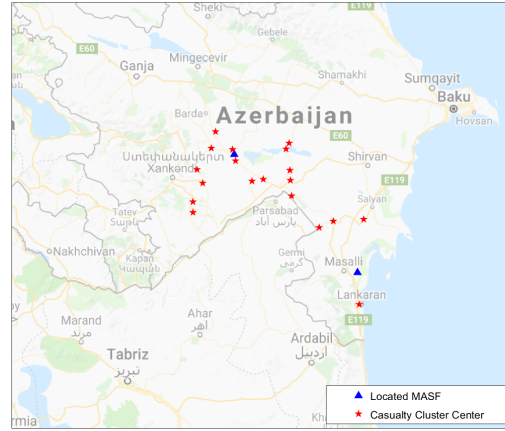 Sheki
Gebele
E60
Mingecevir
Ganja
Shamakhi
Sumqayit
Baku
Hovsan
Barda
Azerbaijan
E60
Ստեփանակերտ
Xankəndi
Shirvan
E119
Tatev
Տաթև
Parsabad
پارس آباد
Salyan
Nakhchivan
Kapan
Կապան
Germi
گرمی
Masalli
Lankaran
E119
Marand
مرند
Ahar
اهر
Ardabil
اردبیل
Tabriz
تبریز
Located MASF
Casualty Cluster Center